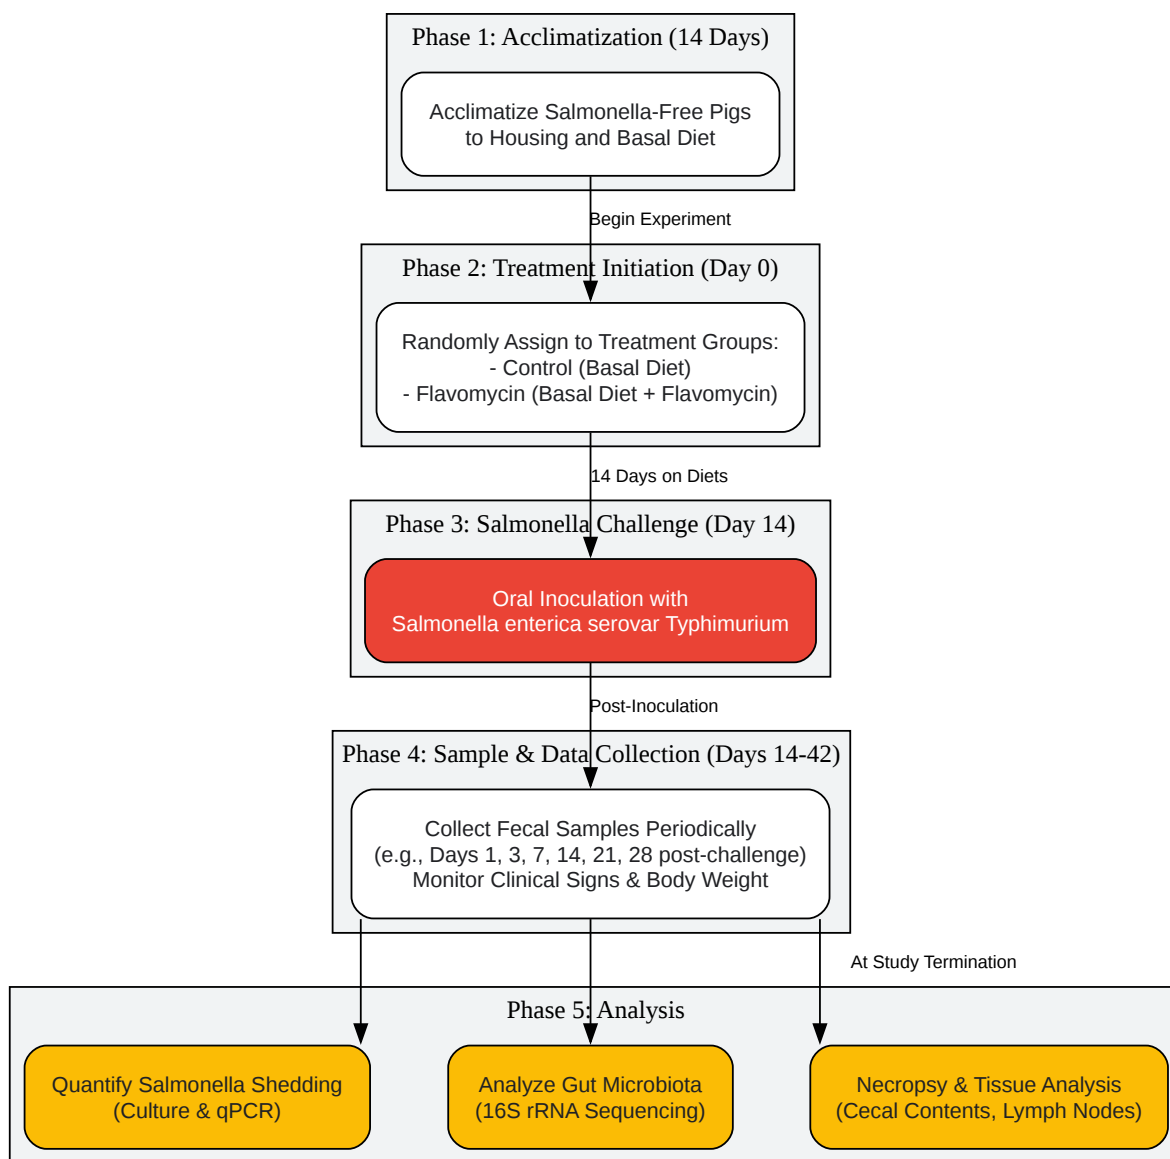 Phase 1: Acclimatization (14 Days)
Acclimatize Salmonella-Free Pigs
to Housing and Basal Diet
Begin Experiment
Phase 2: Treatment Initiation (Day 0)
Randomly Assign to Treatment Groups:
- Control (Basal Diet)
- Flavomycin (Basal Diet + Flavomycin)
14 Days on Diets
Phase 3: Salmonella Challenge (Day 14)
Oral Inoculation with
Salmonella enterica serovar Typhimurium
Post-Inoculation
Phase 4: Sample & Data Collection (Days 14-42)
Collect Fecal Samples Periodically
(e.g., Days 1, 3, 7, 14, 21, 28 post-challenge)
Monitor Clinical Signs & Body Weight
At Study Termination
Phase 5: Analysis
Quantify Salmonella Shedding
(Culture & qPCR)
Analyze Gut Microbiota
(16S rRNA Sequencing)
Necropsy & Tissue Analysis
(Cecal Contents, Lymph Nodes)